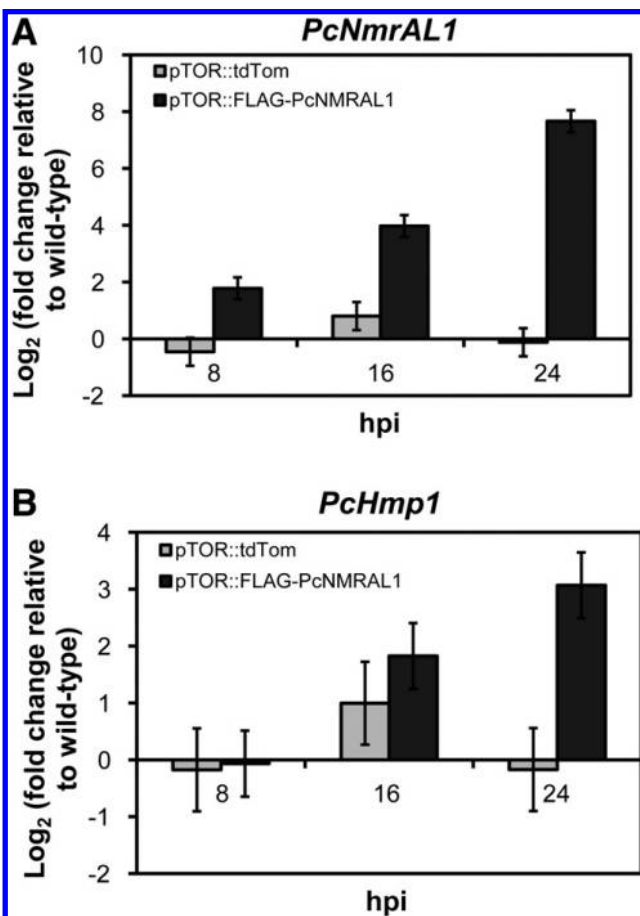 A
PcNmrAL1
10
8
6
4
2
0
-2
Log2 (fold change relative
to wild-type)
pTOR::tdTom
pTOR::FLAG-PcNMRAL1
8
16
24
hpi
B
PcHmp1
4
3
2
1
0
-1
-2
Log2 (fold change relative
to wild-type)
pTOR::tdTom
pTOR::FLAG-PcNMRAL1
8
16
24
hpi